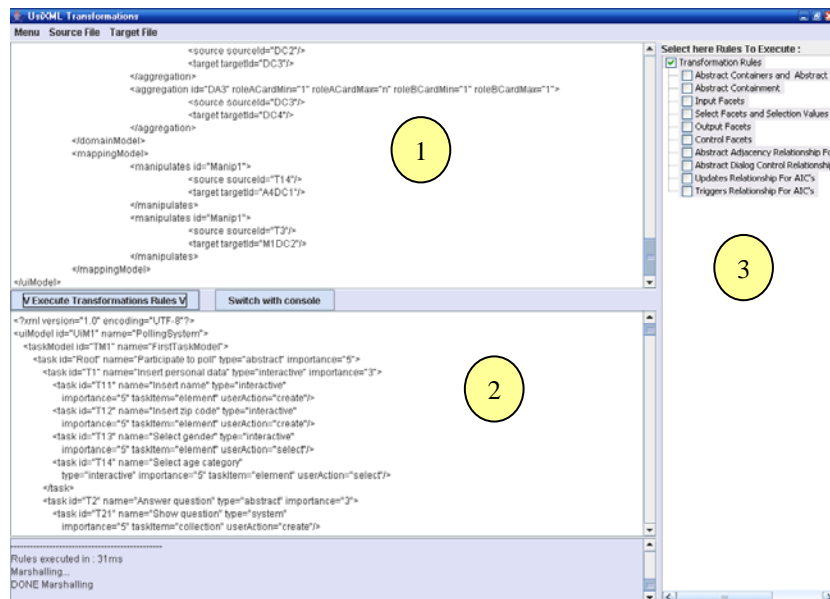 UsiXML Transformations
Menu Source File Target File
<source sourceId="DC2"/>
<target targetId="DC3"/>
</aggregation>
<aggregation id="DA3" roleACardMin="1" roleACardMax="n" roleBCardMin="1" roleBCardMax="1">
<source sourceId="DC3"/>
<target targetId="DC4"/>
</aggregation>
</domainModel>
<mappingModel>
<manipulates id="Manip1">
<source sourceId="T14"/>
<target targetId="A4DC1"/>
</manipulates>
<manipulates id="Manip1">
<source sourceId="T3"/>
<target targetId="M1DC2"/>
</manipulates>
</mappingModel>
</uiModel>
1
V Execute Transformations Rules V
Switch with console
<?xml version="1.0" encoding="UTF-8"?>
<uiModel id="UiM1" name="PollingSystem">
<taskModel id="TM1" name="FirstTaskModel">
<task id="Root" name="Participate to poll" type="abstract" importance="5">
<task id="T1" name="Insert personal data" type="interactive" importance="3">
<task id="T11" name="Insert name" type="interactive"
importance="5" taskItem="element" userAction="create"/>
<task id="T12" name="Insert zip code" type="interactive"
importance="5" taskItem="element" userAction="create"/>
<task id="T13" name="Select gender" type="interactive"
importance="5" taskItem="element" userAction="select"/>
<task id="T14" name="Select age category"
type="interactive" importance="5" taskItem="element" userAction="select"/>
</task>
<task id="T2" name="Answer question" type="abstract" importance="3">
<task id="T21" name="Show question" type="system"
importance="5" taskItem="collection" userAction="create"/>
2
Rules executed in : 31ms
Marshalling...
DONE Marshalling
Select here Rules To Execute :
Transformation Rules
Abstract Containers and Abstract
Abstract Containment
Input Facets
Select Facets and Selection Values
Output Facets
Control Facets
Abstract Adjacency Relationship Fo
Abstract Dialog Control Relationship
Updates Relationship For AIC's
Triggers Relationship For AIC's
3